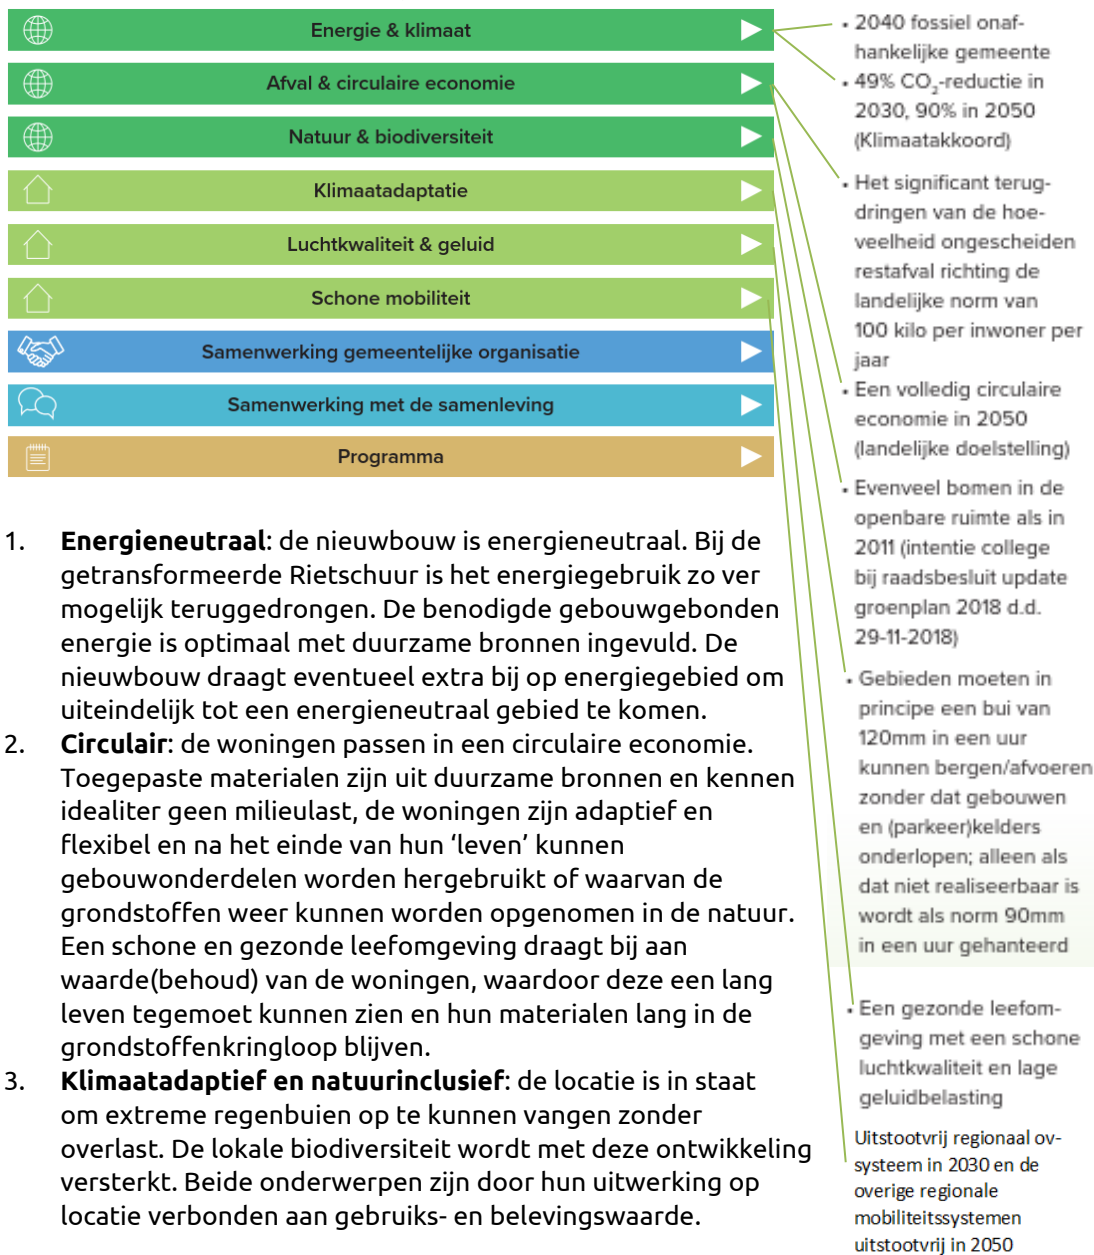 Energie & klimaat
Afval & circulaire economie
Natuur & biodiversiteit
Klimaatadaptatie
Luchtkwaliteit & geluid
Schone mobiliteit
Samenwerking gemeentelijke organisatie
Samenwerking met de samenleving
Programma
1. Energieneutraal: de nieuwbouw is energieneutraal. Bij de
getransformeerde Rietschuur is het energiegebruik zo ver
mogelijk teruggedrongen. De benodigde gebouwgebonden
energie is optimaal met duurzame bronnen ingevuld. De
nieuwbouw draagt eventueel extra bij op energiegebied om
uiteindelijk tot een energieneutraal gebied te komen.
2. Circulair: de woningen passen in een circulaire economie.
Toegepaste materialen zijn uit duurzame bronnen en kennen
idealiter geen milieulast, de woningen zijn adaptief en
flexibel en na het einde van hun ‘leven’ kunnen
gebouwonderdelen worden hergebruikt of waarvan de
grondstoffen weer kunnen worden opgenomen in de natuur.
Een schone en gezonde leefomgeving draagt bij aan
waarde(behoud) van de woningen, waardoor deze een lang
leven tegemoet kunnen zien en hun materialen lang in de
grondstoffenkringloop blijven.
3. Klimaatadaptief en natuurinclusief: de locatie is in staat
om extreme regenbuien op te kunnen vangen zonder
overlast. De lokale biodiversiteit wordt met deze ontwikkeling
versterkt. Beide onderwerpen zijn door hun uitwerking op
locatie verbonden aan gebruiks- en belevingswaarde.
• 2040 fossiel onaf-
hankelijke gemeente
• 49% CO₂-reductie in
2030, 90% in 2050
(Klimaatakkoord)
• Het significant terug-
dringen van de hoe-
veelheid ongescheiden
restafval richting de
landelijke norm van
100 kilo per inwoner per
jaar
• Een volledig circulaire
economie in 2050
(landelijke doelstelling)
• Evenveel bomen in de
openbare ruimte als in
2011 (intentie college
bij raadsbesluit update
groenplan 2018 d.d.
29-11-2018)
• Gebieden moeten in
principe een bui van
120mm in een uur
kunnen bergen/afvoeren
zonder dat gebouwen
en (parkeer)kelders
onderlopen; alleen als
dat niet realiseerbaar is
wordt als norm 90mm
in een uur gehanteerd
• Een gezonde leefom-
geving met een schone
luchtkwaliteit en lage
geluidbelasting
Uitstootvrij regionaal ov-
systeem in 2030 en de
overige regionale
mobiliteitssystemen
uitstootvrij in 2050